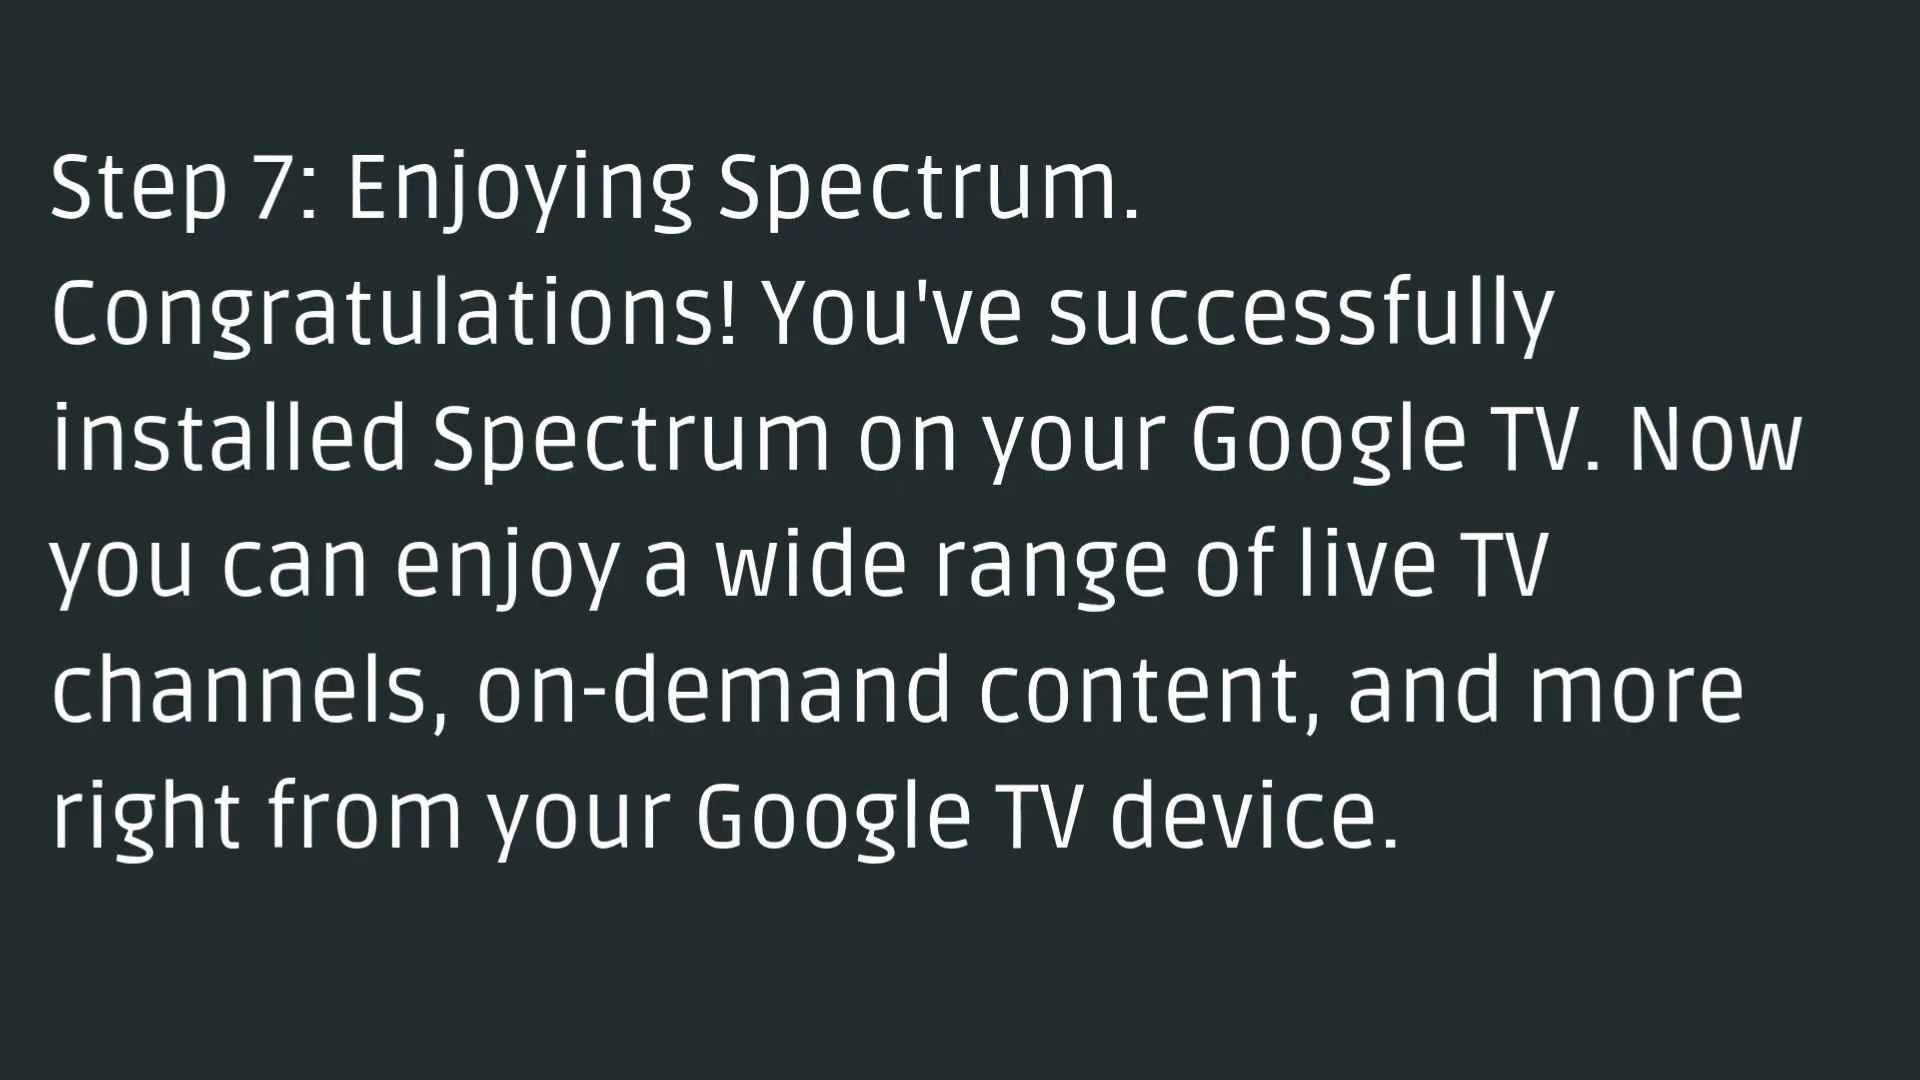 Step 7: Enjoying Spectrum.
Congratulations! You've successfully
installed Spectrum on your Google TV. Now
you can enjoy a wide range of live TV
channels, on-demand content, and more
right from your Google TV device.